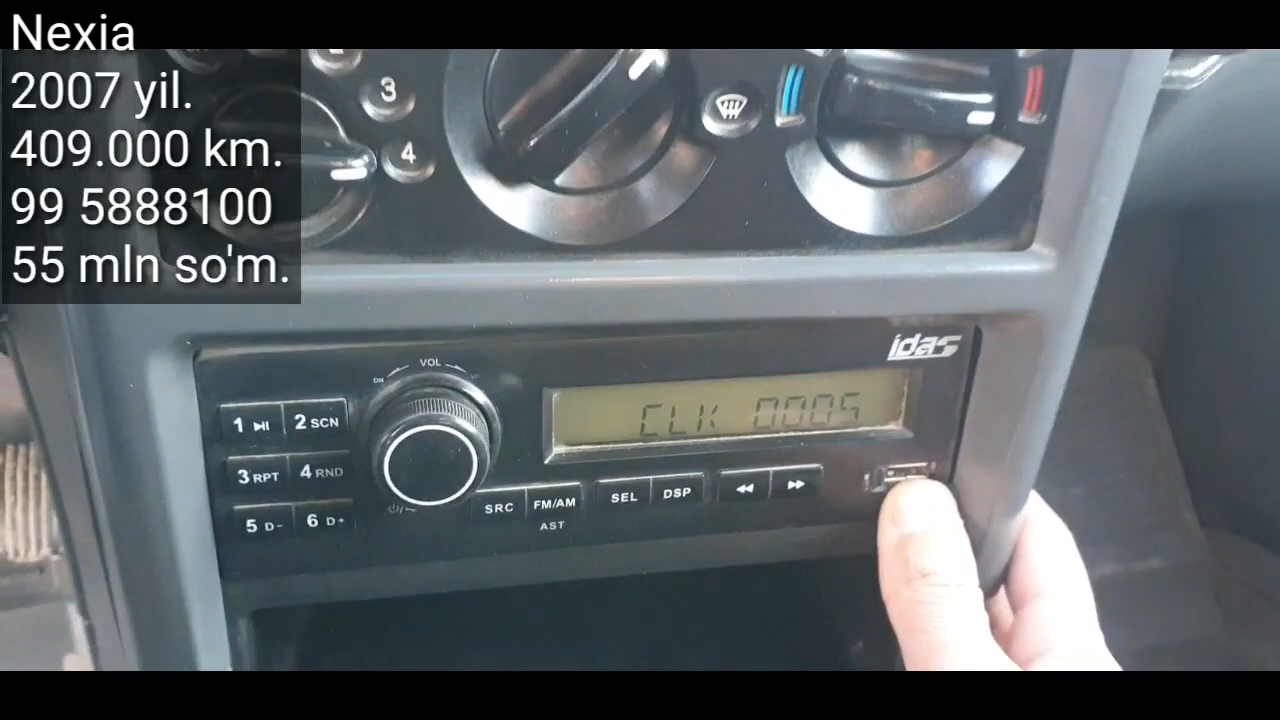 Nexia
2007 yil.
409.000 km.
99 5888100
55 mln so'm.
3
4
idas
VOL
DN
CLK 0005
1 2 SCN
3 RPT 4 RND
5 D- 6 D+
SRC FM/AM SEL DSP
AST